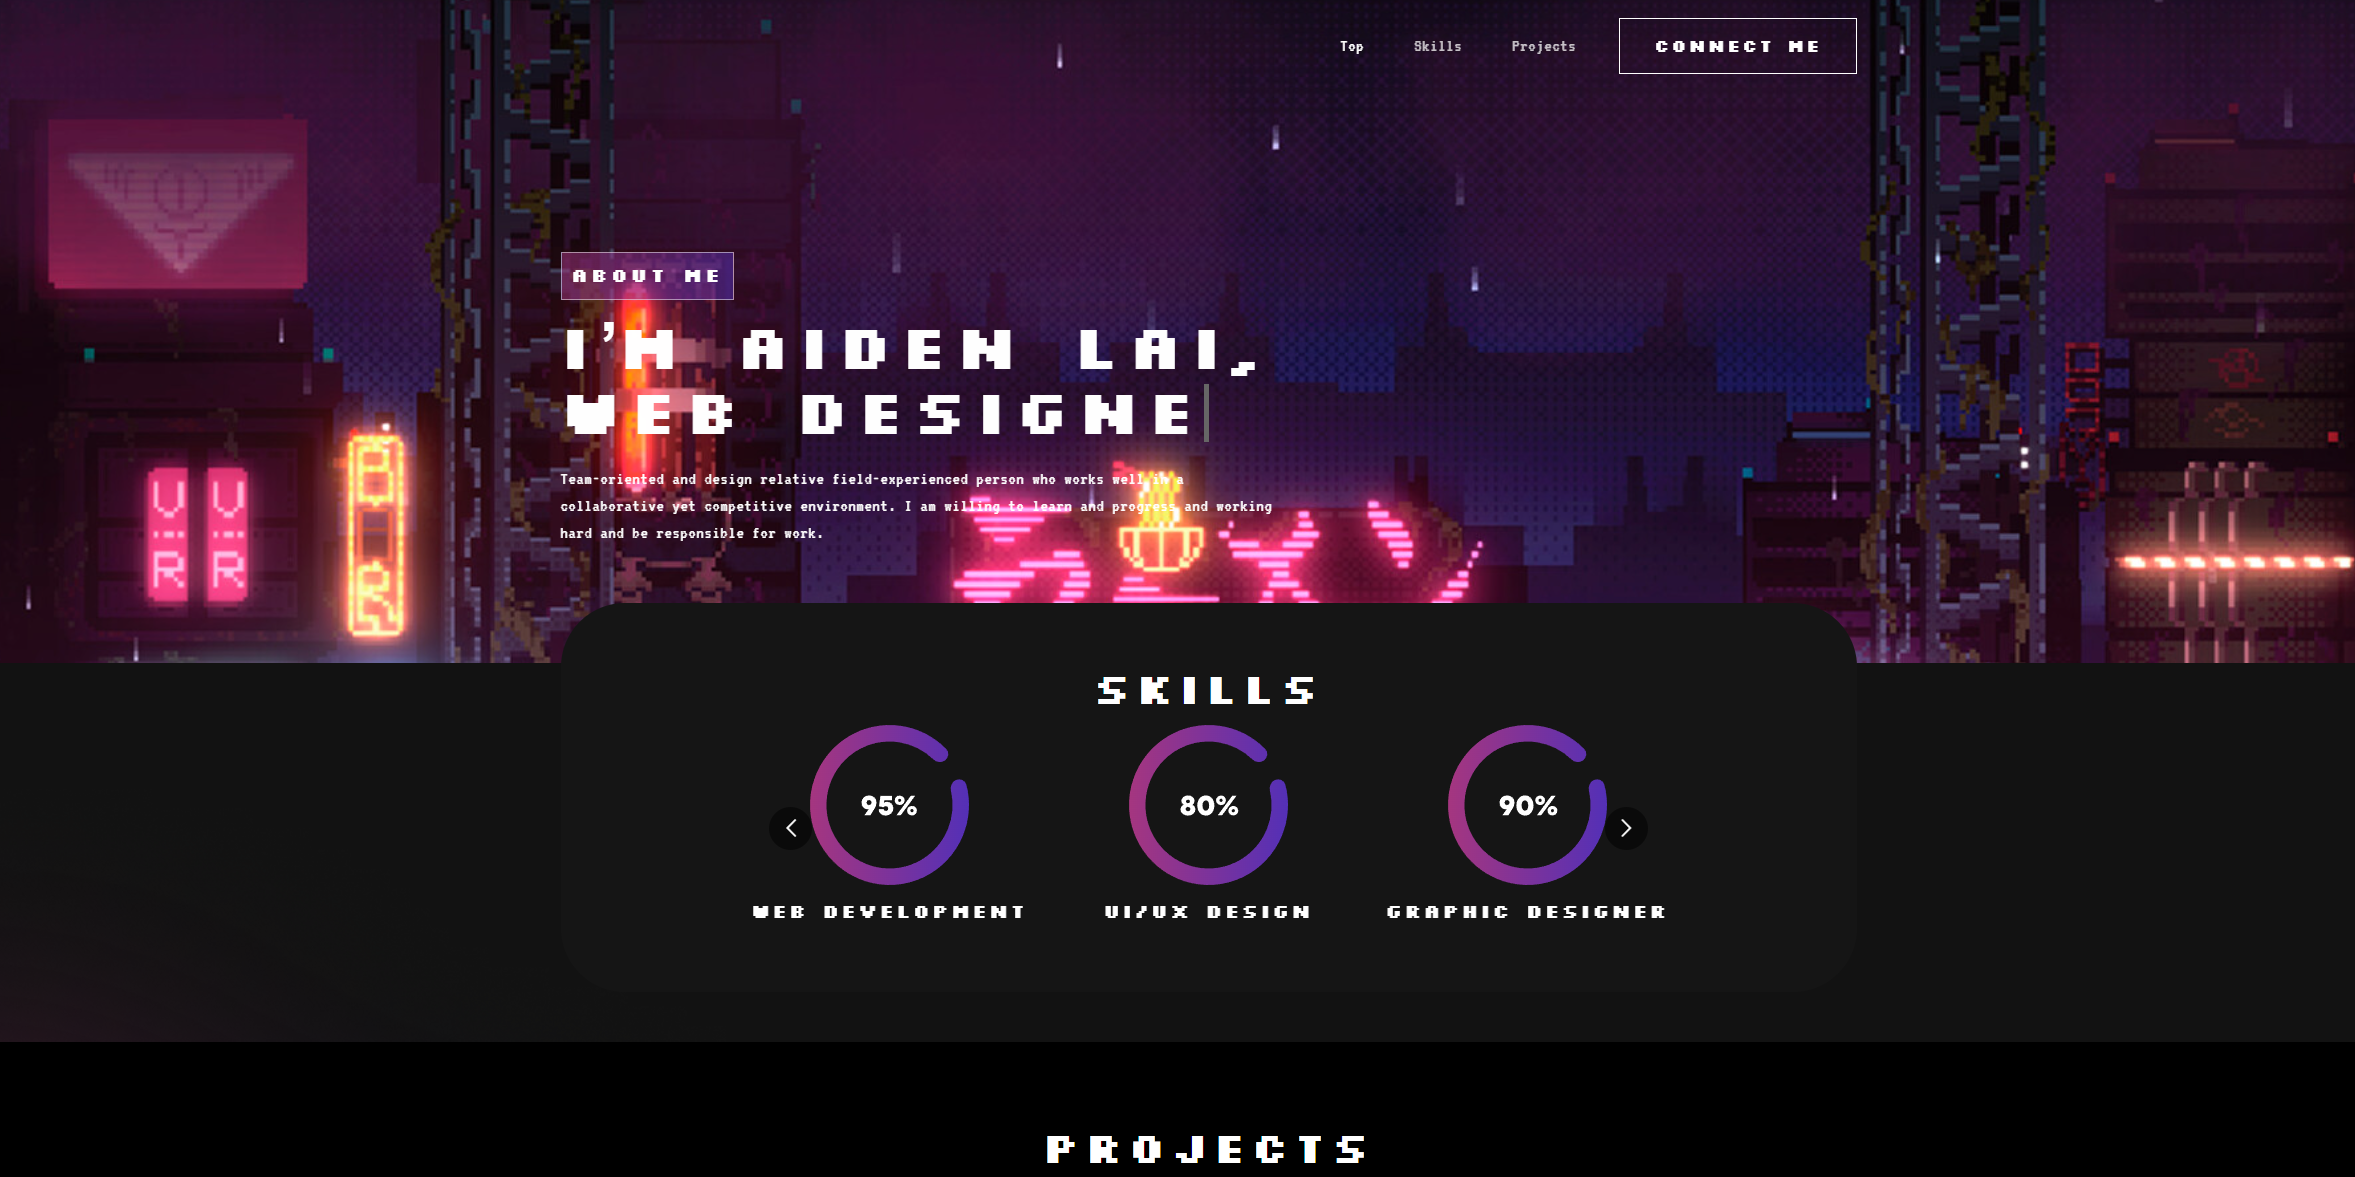 Top Skills Projects CONNECT ME
ABOUT ME
I'M AIDEN LAI,
WEB DESIGNE
Team-oriented and design relative field-experienced person who works well in a
collaborative yet competitive environment. I am willing to learn and progress and working
hard and be responsible for work.
V:R V:R
SKILLS
95% 80% 90%
WEB DEVELOPMENT UI/UX DESIGN GRAPHIC DESIGNER
PROJECTS